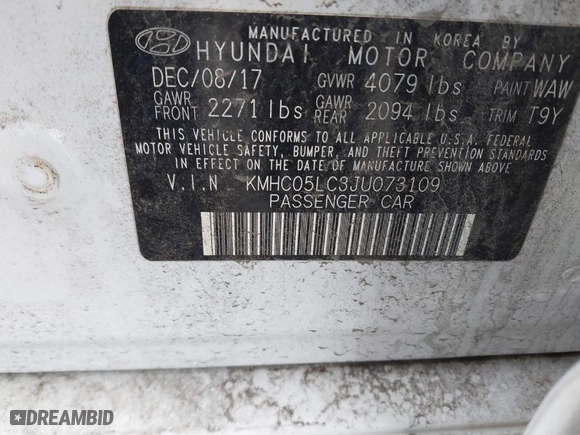 MANUFACTURED IN KOREA BY
HYUNDAI MOTOR COMPANY
DEC/08/17 GVWR 4079 lbs PAINT WAW
GAWR FRONT 2271 lbs GAWR REAR 2094 lbs TRIM T9Y
THIS VEHICLE CONFORMS TO ALL APPLICABLE U.S.A. FEDERAL
MOTOR VEHICLE SAFETY, BUMPER, AND THEFT PREVENTION STANDARDS
IN EFFECT ON THE DATE OF MANUFACTURE SHOWN ABOVE.
V.I.N KMHC05LC3JU073109
PASSENGER CAR
DREAMBID